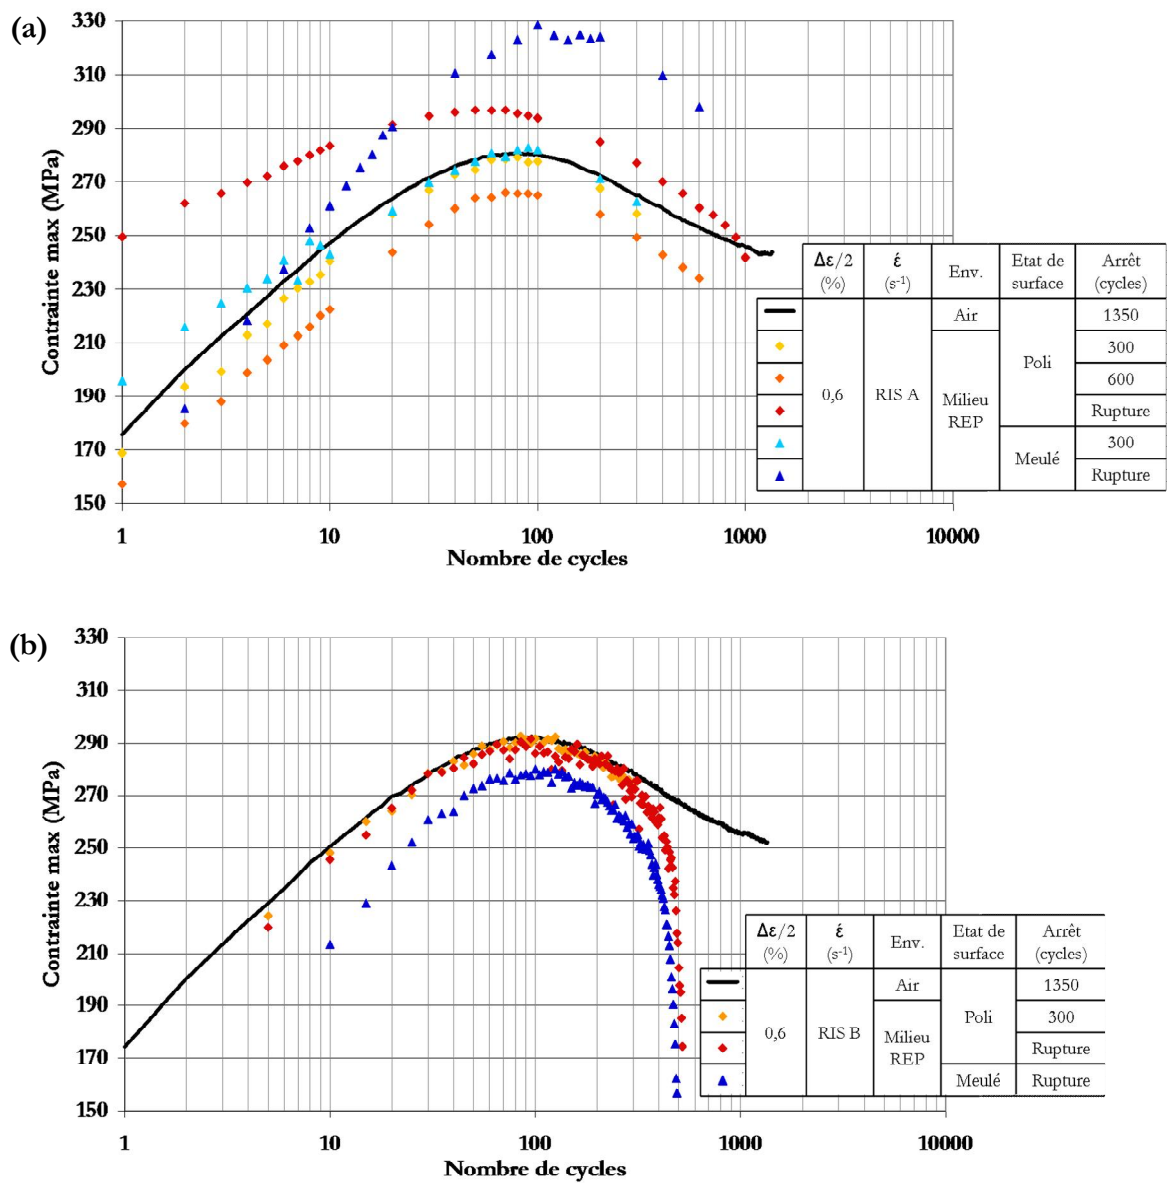 (a)
330
310
290
270
250
230
210
190
170
150
Contrainte max (MPa)
1
10
100
1000
10000
Nombre de cycles
Δε/2 (%)
έ (s-1)
Env.
Etat de surface
Arrêt (cycles)
0,6
RIS A
Air
Milieu REP
Poli
Meulé
1350
300
600
Rupture
300
Rupture
(b)
330
310
290
270
250
230
210
190
170
150
Contrainte max (MPa)
1
10
100
1000
10000
Nombre de cycles
Δε/2 (%)
έ (s-1)
Env.
Etat de surface
Arrêt (cycles)
0,6
RIS B
Air
Milieu REP
Poli
Meulé
1350
300
Rupture
Rupture